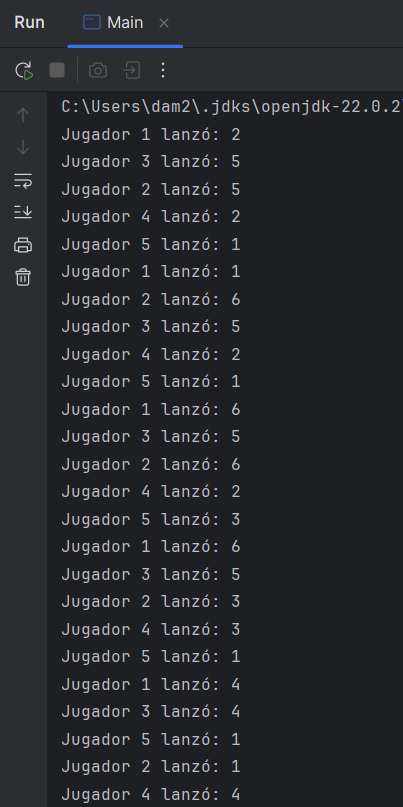 Run
Main
C:\Users\dam2\.jdks\openjdk-22.0.2\
Jugador 1 lanzó: 2
Jugador 3 lanzó: 5
Jugador 2 lanzó: 5
Jugador 4 lanzó: 2
Jugador 5 lanzó: 1
Jugador 1 lanzó: 1
Jugador 2 lanzó: 6
Jugador 3 lanzó: 5
Jugador 4 lanzó: 2
Jugador 5 lanzó: 1
Jugador 1 lanzó: 6
Jugador 3 lanzó: 5
Jugador 2 lanzó: 6
Jugador 4 lanzó: 2
Jugador 5 lanzó: 3
Jugador 1 lanzó: 6
Jugador 3 lanzó: 5
Jugador 2 lanzó: 3
Jugador 4 lanzó: 3
Jugador 5 lanzó: 1
Jugador 1 lanzó: 4
Jugador 3 lanzó: 4
Jugador 5 lanzó: 1
Jugador 2 lanzó: 1
Jugador 4 lanzó: 4